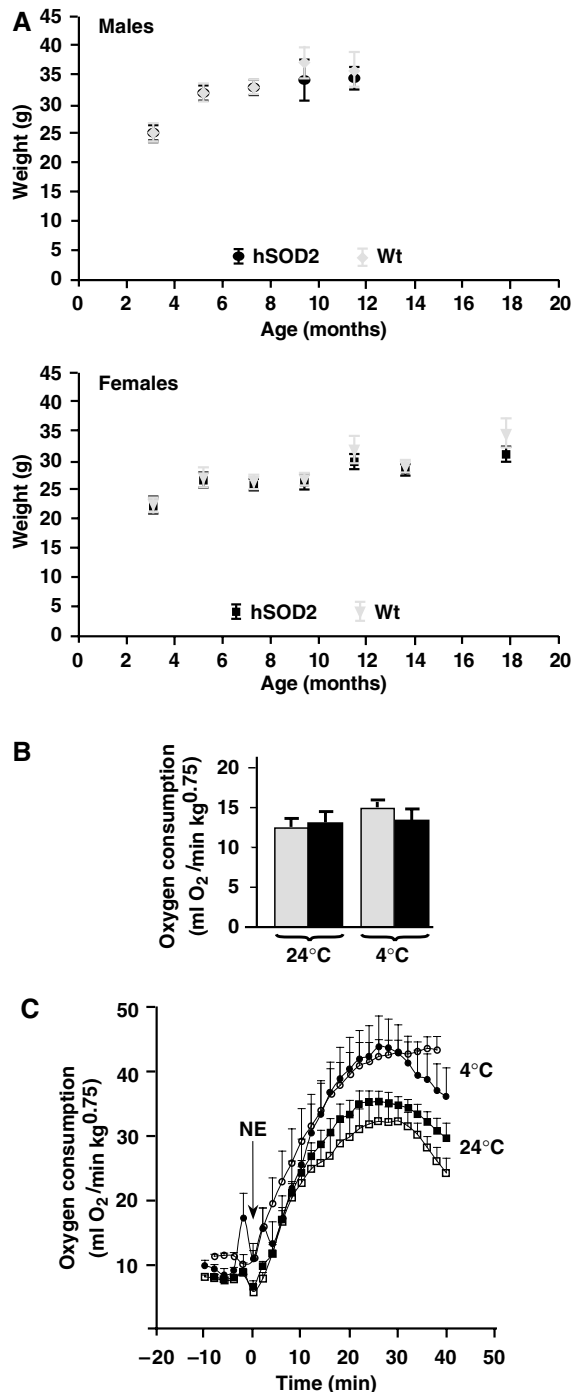 A
Males
45
40
35
30
25
20
15
10
5
0
Weight (g)
hSOD2 Wt
0 2 4 6 8 10 12 14 16 18 20
Age (months)
Females
45
40
35
30
25
20
15
10
5
0
Weight (g)
hSOD2 Wt
0 2 4 6 8 10 12 14 16 18 20
Age (months)
B
Oxygen consumption
(ml O₂ /min kg⁰·⁷⁵)
20
15
10
5
0
24°C 4°C
C
Oxygen consumption
(ml O₂ /min kg⁰·⁷⁵)
50
40
30
20
10
NE
4°C
24°C
−20 −10 0 10 20 30 40 50
Time (min)